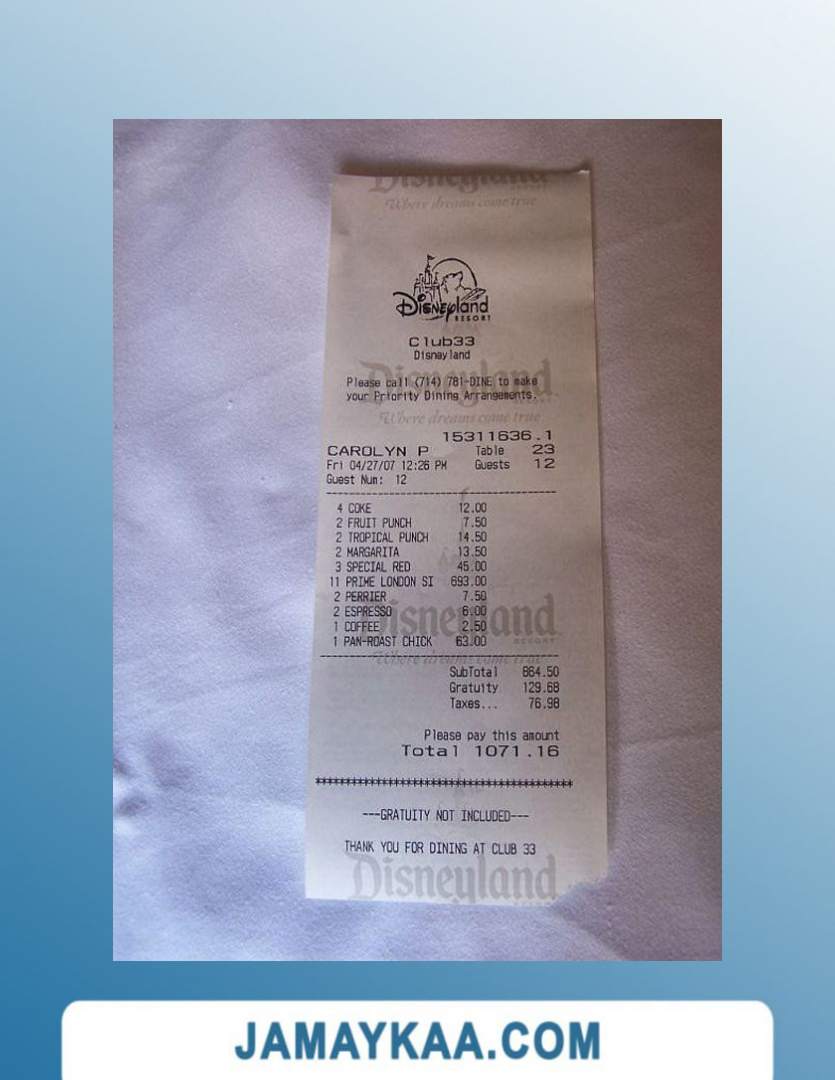 Disneyland
Where dreams come true
Disneyland
RESORT
Club33
Disneyland
Disneyland
RESORT
Please call (714) 781-DINE to make
your Priority Dining Arrangements.
Where dreams come true
15311636.1
CAROLYN P Table 23
Fri 04/27/07 12:26 PM Guests 12
Guest Num: 12
4 COKE 12.00
2 FRUIT PUNCH 7.50
2 TROPICAL PUNCH 14.50
2 MARGARITA 13.50
3 SPECIAL RED 45.00
11 PRIME LONDON SI 693.00
2 PERRIER 7.50
2 ESPRESSO 6.00
1 COFFEE 2.50
1 PAN-ROAST CHICK 63.00
Disneyland
RESORT
Where dreams come true
SubTotal 864.50
Gratuity 129.68
Taxes... 76.98
Please pay this amount
Total 1071.16
******************************************
---GRATUITY NOT INCLUDED---
THANK YOU FOR DINING AT CLUB 33
Disneyland
JAMAYKAA.COM